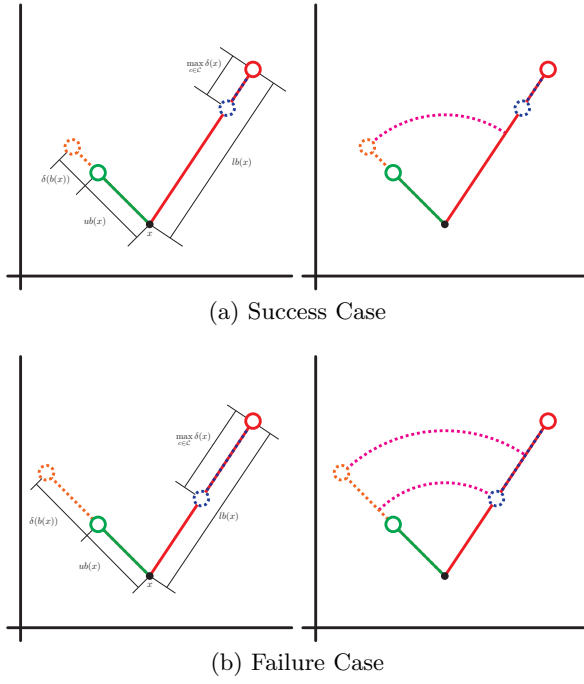 max δ(x)
c∈𝒞
lb(x)
δ(b(x))
ub(x)
x
(a) Success Case
max δ(x)
c∈𝒞
lb(x)
δ(b(x))
ub(x)
x
(b) Failure Case